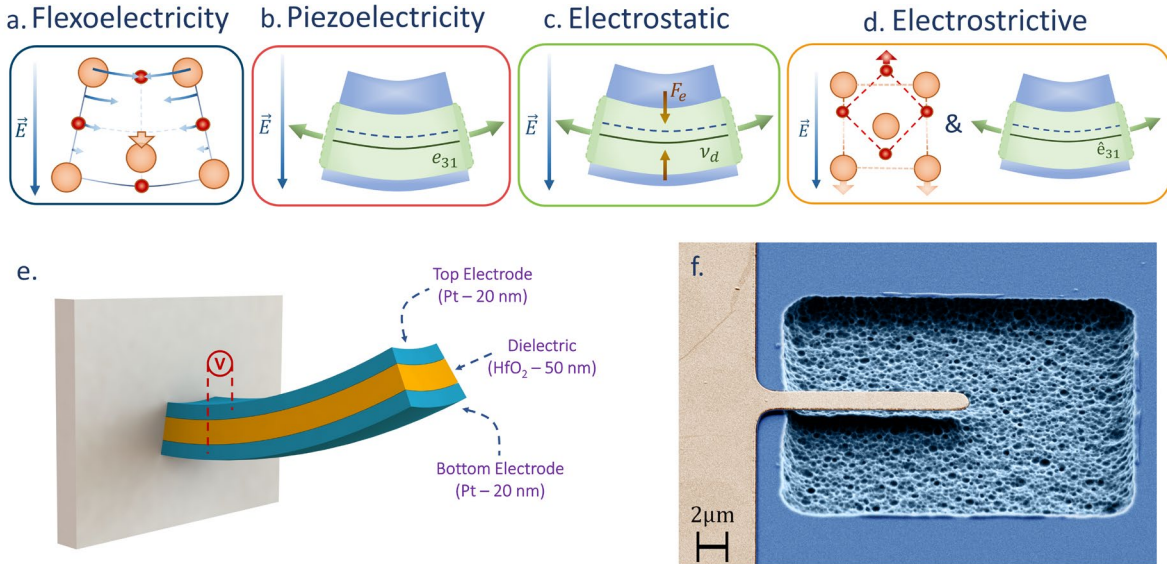 a. Flexoelectricity
b. Piezoelectricity
c. Electrostatic
d. Electrostrictive
E
E
e31
E
Fe
νd
E
&
ê31
e.
Top Electrode
(Pt – 20 nm)
V
Dielectric
(HfO2 – 50 nm)
Bottom Electrode
(Pt – 20 nm)
f.
2μm